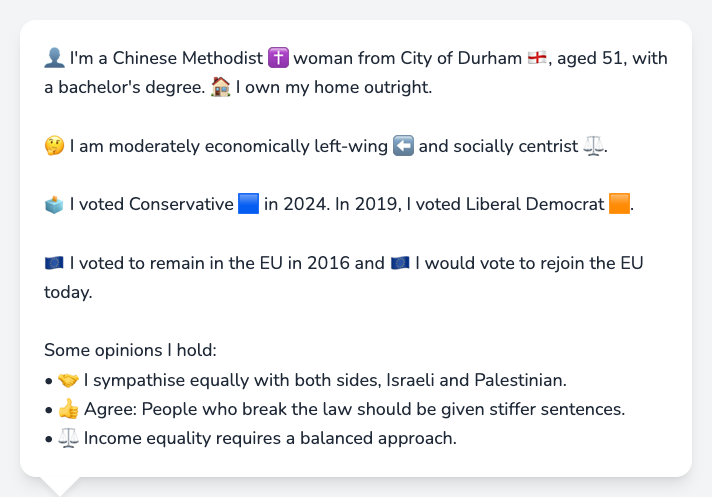 👤 I'm a Chinese Methodist ✝️ woman from City of Durham 🏴󠁧󠁢󠁥󠁮󠁧󠁿, aged 51, with
a bachelor's degree. 🏠 I own my home outright.
🤔 I am moderately economically left-wing ⬅️ and socially centrist ⚖️.
🗳️ I voted Conservative 🟦 in 2024. In 2019, I voted Liberal Democrat 🟧.
🇪🇺 I voted to remain in the EU in 2016 and 🇪🇺 I would vote to rejoin the EU
today.
Some opinions I hold:
• 🤝 I sympathise equally with both sides, Israeli and Palestinian.
• 👍 Agree: People who break the law should be given stiffer sentences.
• ⚖️ Income equality requires a balanced approach.